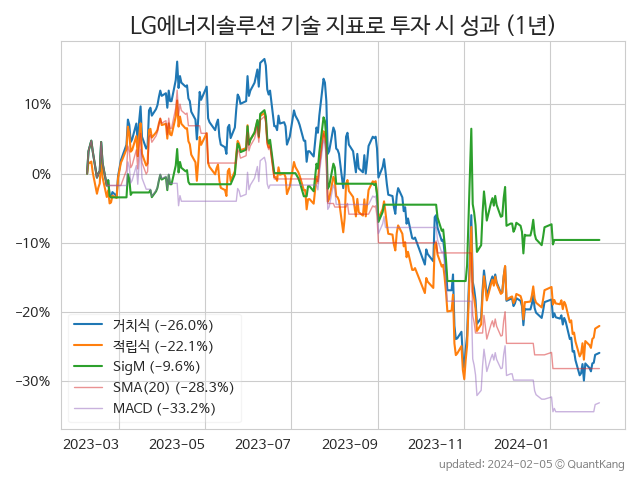 LG에너지솔루션 기술 지표로 투자 시 성과 (1년)
10%
0%
−10%
−20%
−30%
거치식 (−26.0%)
적립식 (−22.1%)
SigM (−9.6%)
SMA(20) (−28.3%)
MACD (−33.2%)
2023-03 2023-05 2023-07 2023-09 2023-11 2024-01
updated: 2024-02-05 © QuantKang